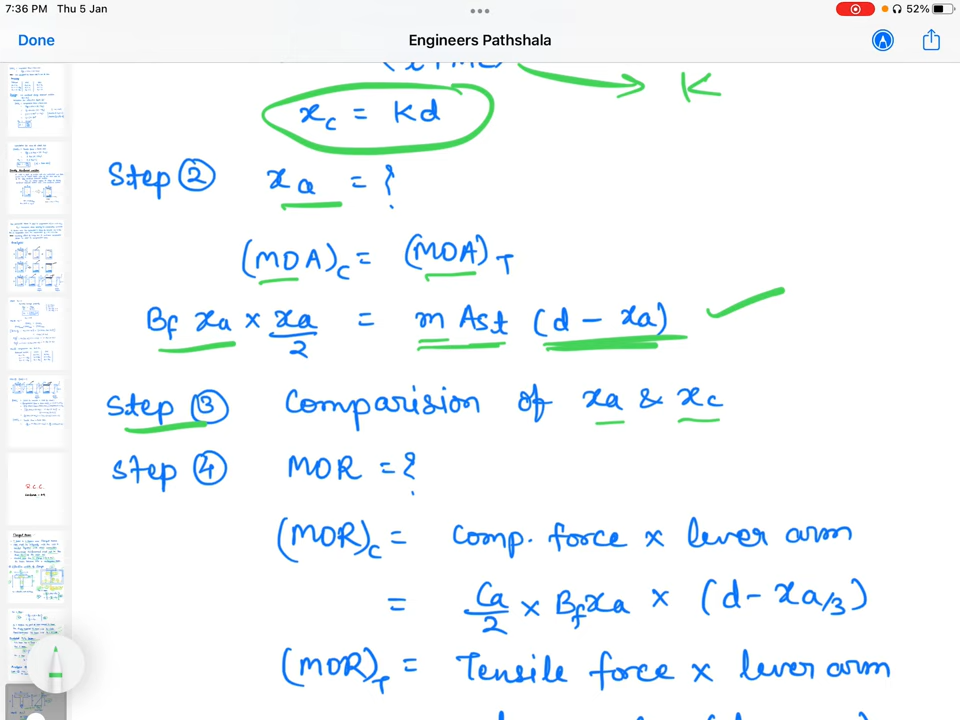 7:36 PM Thu 5 Jan
52%
Done
Engineers Pathshala
K
xc = Kd
Step ② xa = ?
(MOA)c = (MOA)T
Bf xa × xa/2 = m Ast (d - xa)
Step ③ Comparision of xa & xc
Step ④ MOR = ?
(MOR)c = Comp. force × lever arm
= Ca/2 × Bf xa × (d - xa/3)
(MOR)T = Tensile force × lever arm